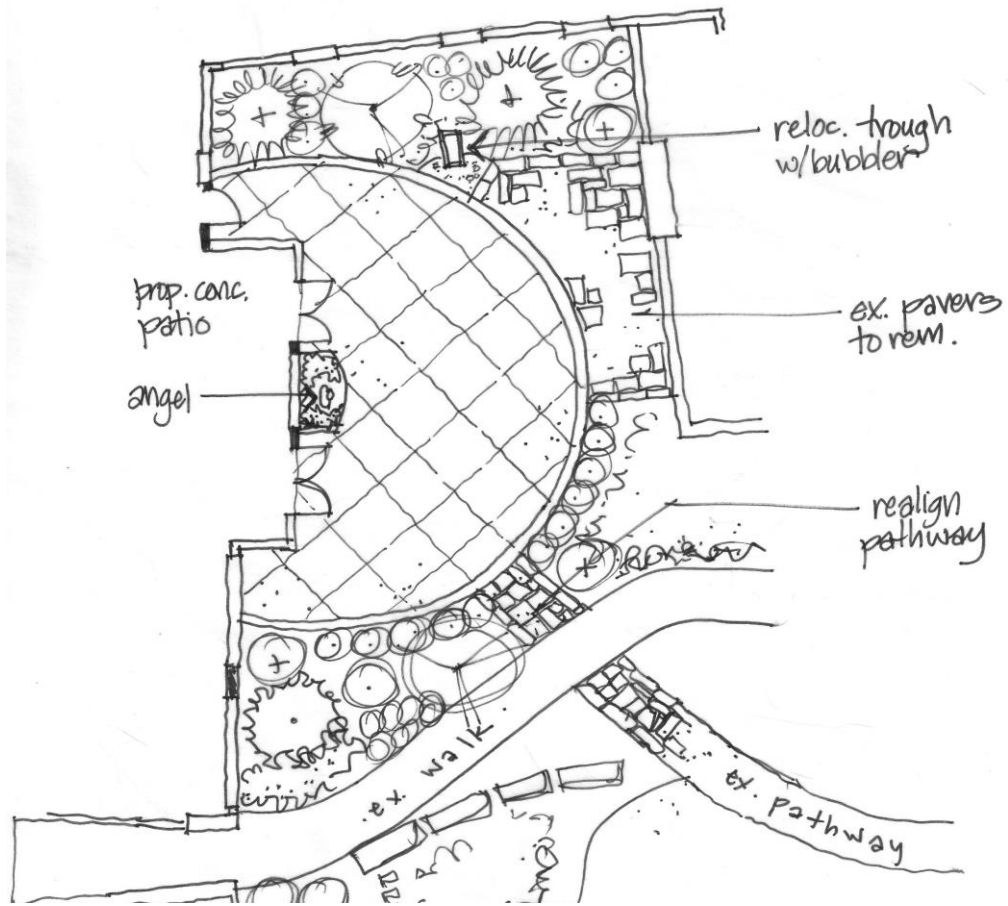 reloc. trough
w/bubbler
prop. conc.
patio
ex. pavers
to rem.
angel
realign
pathway
ex. walk
ex. pathway